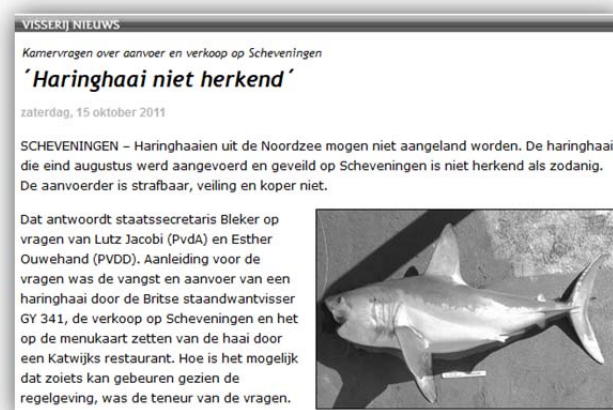 VISSERIJ NIEUWS
Kamervragen over aanvoer en verkoop op Scheveningen
´Haringhaai niet herkend´
zaterdag, 15 oktober 2011
SCHEVENINGEN – Haringhaaien uit de Noordzee mogen niet aangeland worden. De haringhaai
die eind augustus werd aangevoerd en geveild op Scheveningen is niet herkend als zodanig.
De aanvoerder is strafbaar, veiling en koper niet.
Dat antwoordt staatssecretaris Bleker op
vragen van Lutz Jacobi (PvdA) en Esther
Ouwehand (PVDD). Aanleiding voor de
vragen was de vangst en aanvoer van een
haringhaai door de Britse staandwantvisser
GY 341, de verkoop op Scheveningen en het
op de menukaart zetten van de haai door
een Katwijks restaurant. Hoe is het mogelijk
dat zoiets kan gebeuren gezien de
regelgeving, was de teneur van de vragen.